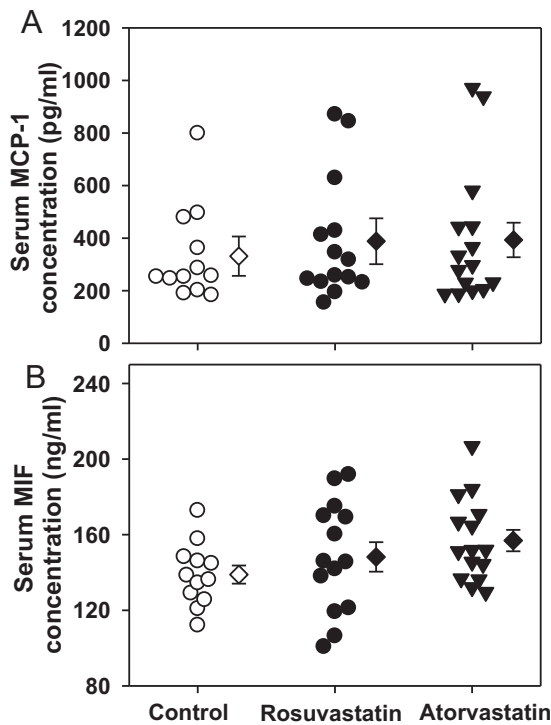 A
Serum MCP-1
concentration (pg/ml)
1200
1000
800
600
400
200
0
B
Serum MIF
concentration (ng/ml)
240
200
160
120
80
Control Rosuvastatin Atorvastatin